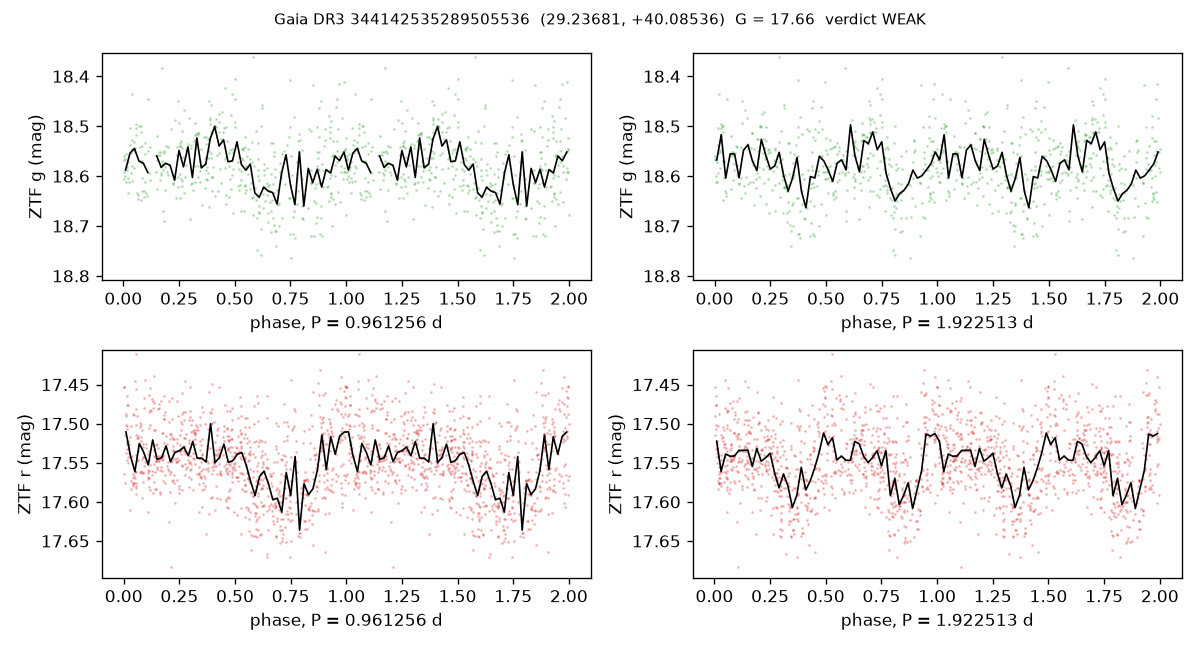 Gaia DR3 344142535289505536 (29.23681, +40.08536) G = 17.66 verdict WEAK
ZTF g (mag)
18.4
18.5
18.6
18.7
18.8
0.00 0.25 0.50 0.75 1.00 1.25 1.50 1.75 2.00
phase, P = 0.961256 d
ZTF g (mag)
18.4
18.5
18.6
18.7
18.8
0.00 0.25 0.50 0.75 1.00 1.25 1.50 1.75 2.00
phase, P = 1.922513 d
ZTF r (mag)
17.45
17.50
17.55
17.60
17.65
0.00 0.25 0.50 0.75 1.00 1.25 1.50 1.75 2.00
phase, P = 0.961256 d
ZTF r (mag)
17.45
17.50
17.55
17.60
17.65
0.00 0.25 0.50 0.75 1.00 1.25 1.50 1.75 2.00
phase, P = 1.922513 d